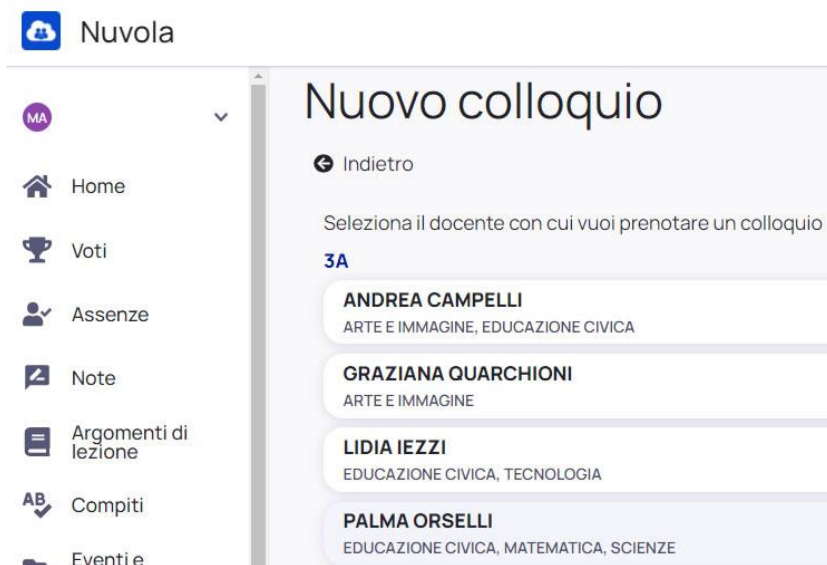 Nuvola
MA
Home
Voti
Assenze
Note
Argomenti di
lezione
AB
Compiti
Eventi e
Nuovo colloquio
Indietro
Seleziona il docente con cui vuoi prenotare un colloquio
3A
ANDREA CAMPELLI
ARTE E IMMAGINE, EDUCAZIONE CIVICA
GRAZIANA QUARCHIONI
ARTE E IMMAGINE
LIDIA IEZZI
EDUCAZIONE CIVICA, TECNOLOGIA
PALMA ORSELLI
EDUCAZIONE CIVICA, MATEMATICA, SCIENZE